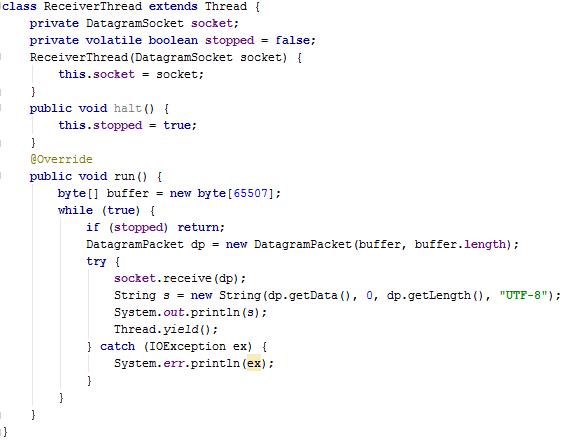 class ReceiverThread extends Thread {
    private DatagramSocket socket;
    private volatile boolean stopped = false;
    ReceiverThread(DatagramSocket socket) {
        this.socket = socket;
    }
    public void halt() {
        this.stopped = true;
    }
    @Override
    public void run() {
        byte[] buffer = new byte[65507];
        while (true) {
            if (stopped) return;
            DatagramPacket dp = new DatagramPacket(buffer, buffer.length);
            try {
                socket.receive(dp);
                String s = new String(dp.getData(), 0, dp.getLength(), "UTF-8");
                System.out.println(s);
                Thread.yield();
            } catch (IOException ex) {
                System.err.println(ex);
            }
        }
    }
}